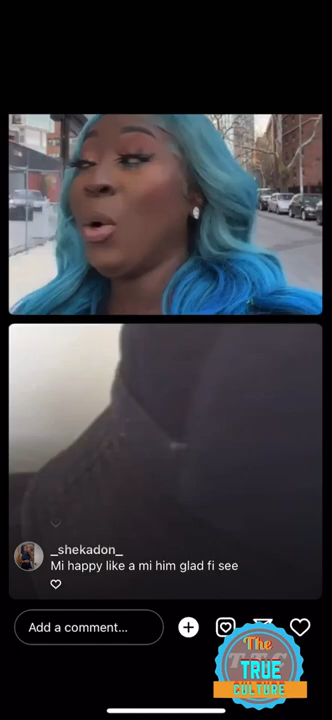 _shekadon_
Mi happy like a mi him glad fi see
Add a comment...
The
TRUE
CULTURE